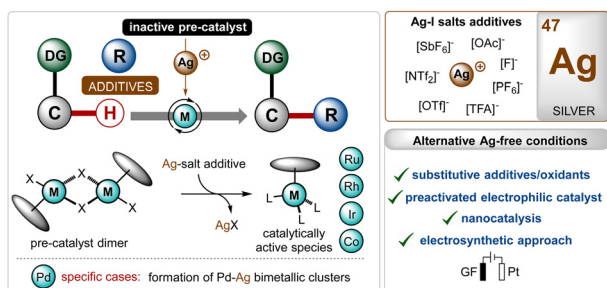 inactive pre-catalyst
DG
R
Ag ⊕
DG
ADDITIVES
C
H
M
C
R
X
X
M
M
X
X
Ag-salt additive
AgX
M
L
L
L
Ru
Rh
Ir
Co
pre-catalyst dimer
catalytically
active species
Pd specific cases: formation of Pd-Ag bimetallic clusters
Ag-I salts additives
[SbF6]-
[OAc]-
[NTf2]-
Ag ⊕
[F]-
[PF6]-
[OTf]-
[TFA]-
47
Ag
SILVER
Alternative Ag-free conditions
✓ substitutive additives/oxidants
✓ preactivated electrophilic catalyst
✓ nanocatalysis
✓ electrosynthetic approach
GF
Pt